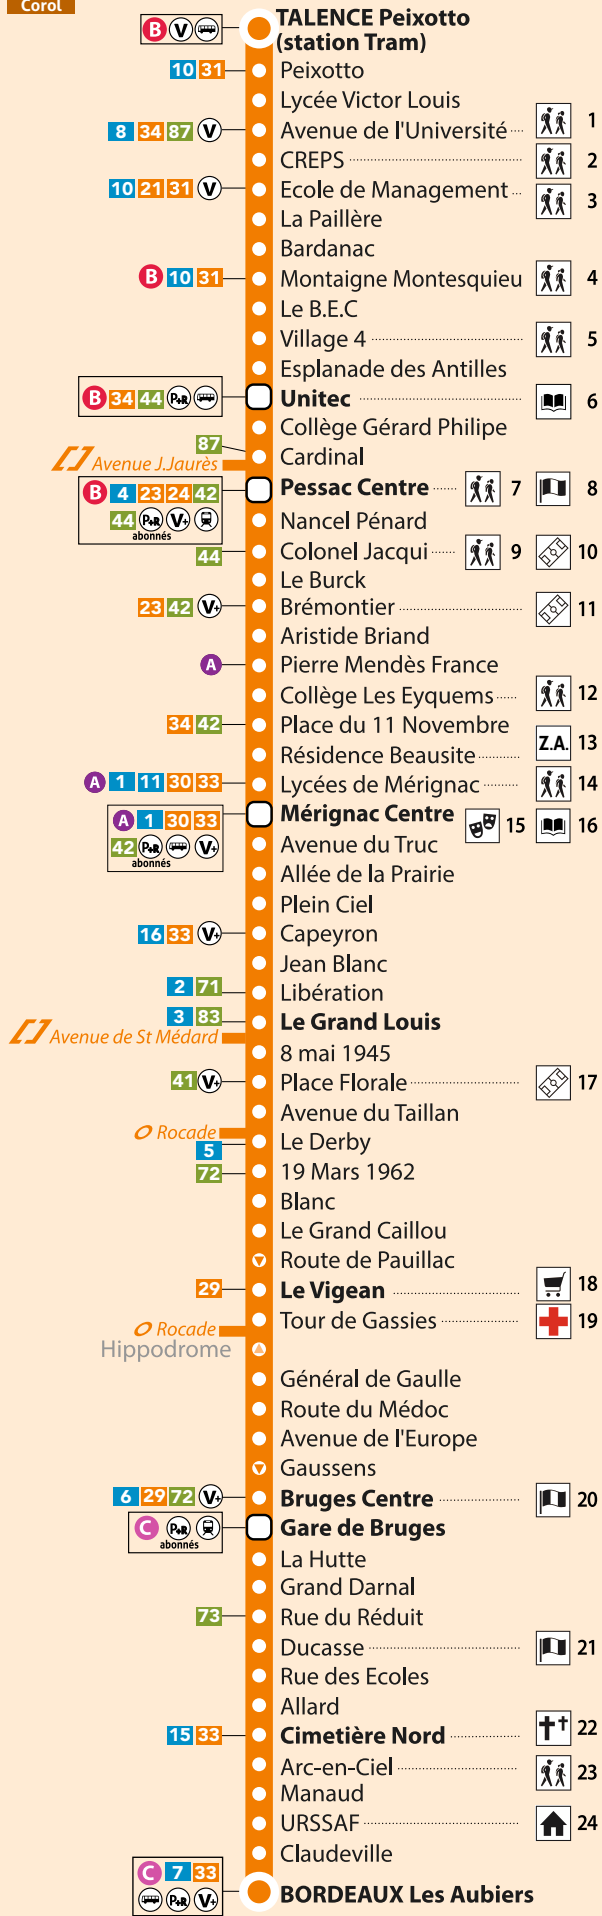 Corol
B V TALENCE Peixotto
(station Tram)
10 31 Peixotto
Lycée Victor Louis
8 34 87 V Avenue de l'Université 1
CREPS 2
10 21 31 V Ecole de Management 3
La Paillère
Bardanac
B 10 31 Montaigne Montesquieu 4
Le B.E.C
Village 4 5
Esplanade des Antilles
B 34 44 P+R Unitec 6
Collège Gérard Philipe
87 Cardinal
Avenue J.Jaurès
B 4 23 24 42 Pessac Centre 7 8
44 P+R V+ Nancel Pénard
abonnés
44 Colonel Jacqui 9 10
Le Burck
23 42 V+ Brémontier 11
Aristide Briand
A Pierre Mendès France
Collège Les Eyquems 12
34 42 Place du 11 Novembre
Résidence Beausite Z.A. 13
A 1 11 30 33 Lycées de Mérignac 14
A 1 30 33 Mérignac Centre 15 16
42 P+R V+ Avenue du Truc
abonnés
Allée de la Prairie
Plein Ciel
16 33 V+ Capeyron
Jean Blanc
2 71 Libération
3 83 Le Grand Louis
Avenue de St Médard
8 mai 1945
41 V+ Place Florale 17
Avenue du Taillan
Rocade
5 Le Derby
72 19 Mars 1962
Blanc
Le Grand Caillou
Route de Pauillac
29 Le Vigean 18
Tour de Gassies 19
Rocade
Hippodrome
Général de Gaulle
Route du Médoc
Avenue de l'Europe
Gaussens
6 29 72 V+ Bruges Centre 20
C P+R Gare de Bruges
abonnés
La Hutte
Grand Darnal
73 Rue du Réduit
Ducasse 21
Rue des Ecoles
Allard
15 33 Cimetière Nord 22
Arc-en-Ciel 23
Manaud
URSSAF 24
Claudeville
C 7 33
P+R V+ BORDEAUX Les Aubiers